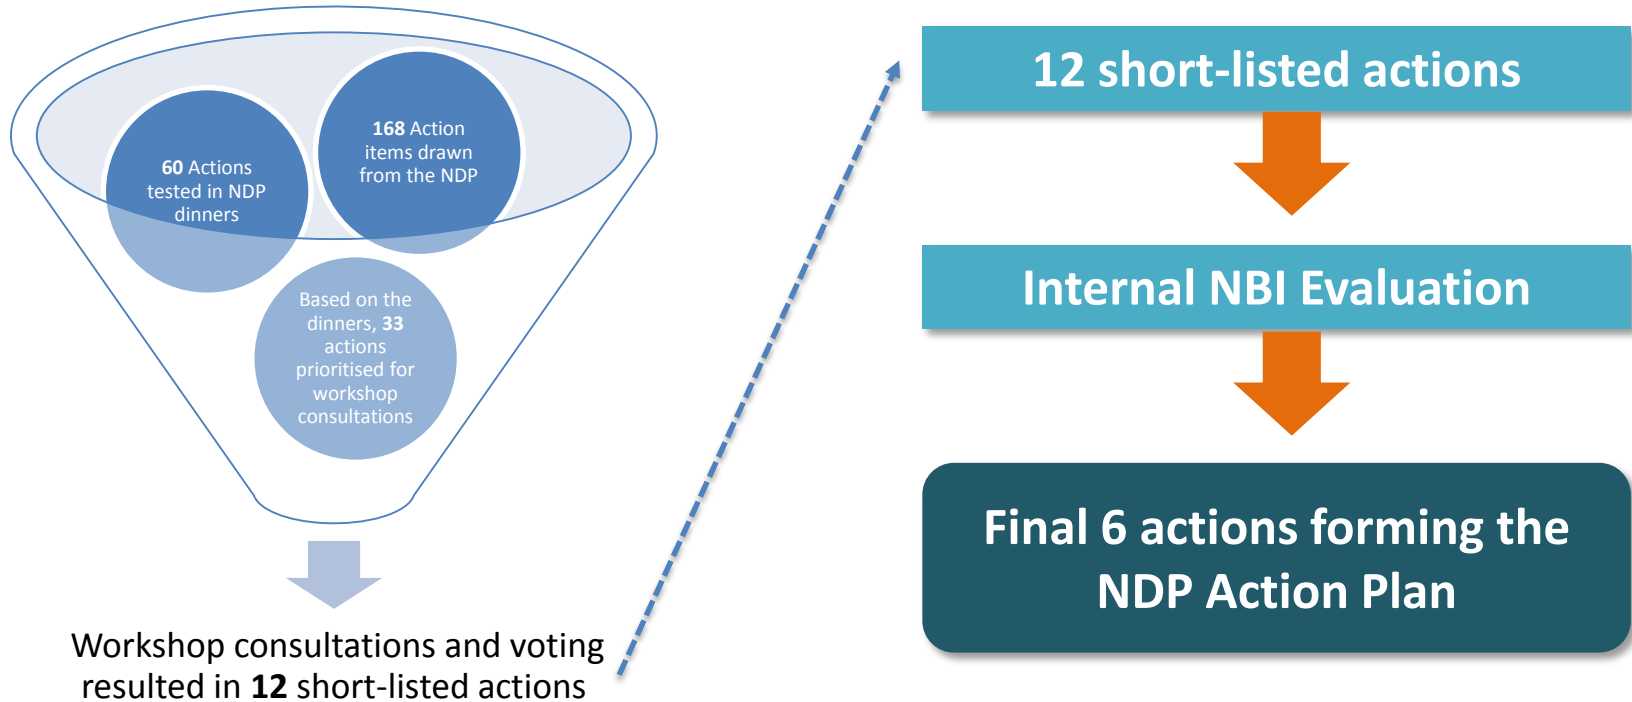 168 Action
items drawn
from the NDP
60 Actions
tested in NDP
dinners
Based on the
dinners, 33
actions
prioritised for
workshop
consultations
Workshop consultations and voting
resulted in 12 short-listed actions
12 short-listed actions
Internal NBI Evaluation
Final 6 actions forming the
NDP Action Plan